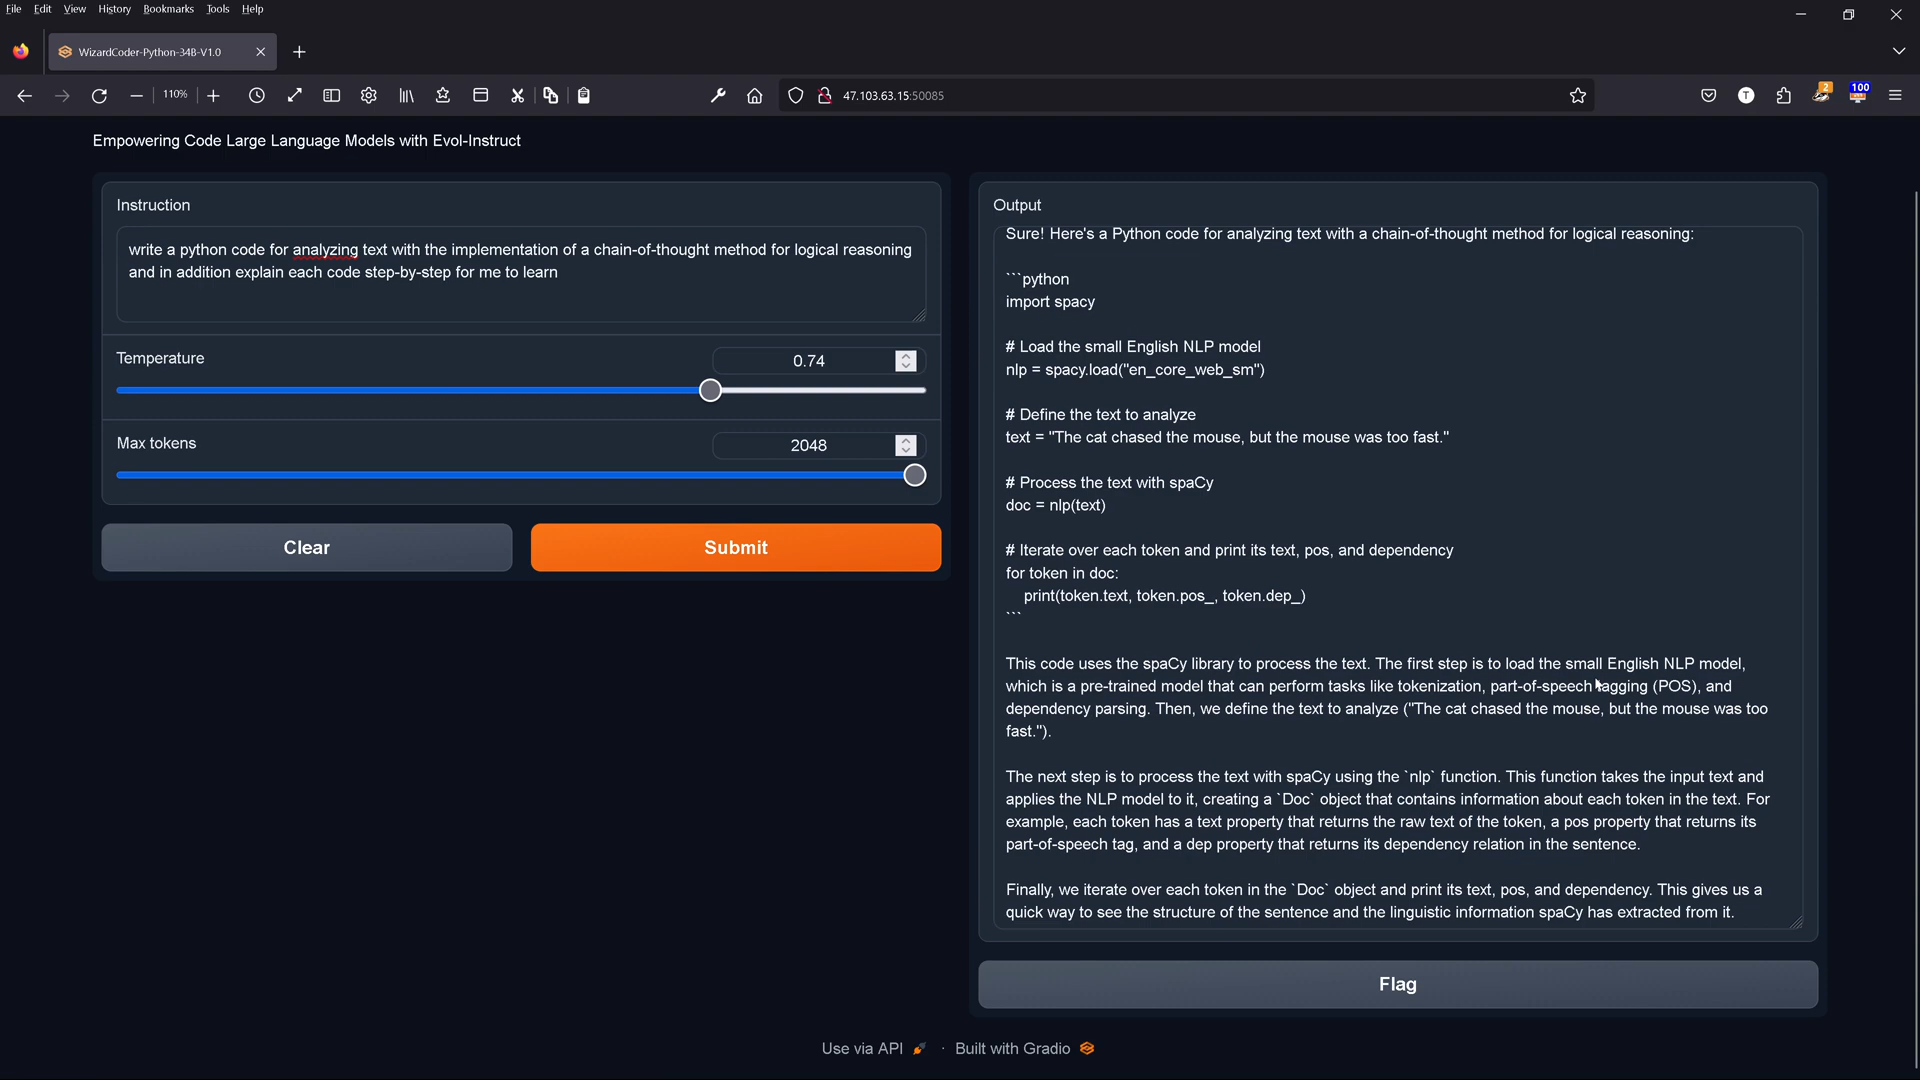 File Edit View History Bookmarks Tools Help
WizardCoder-Python-34B-V1.0
110%
47.103.63.15:50085
T
2
100
Empowering Code Large Language Models with Evol-Instruct
Instruction
write a python code for analyzing text with the implementation of a chain-of-thought method for logical reasoning
and in addition explain each code step-by-step for me to learn
Temperature
0.74
Max tokens
2048
Clear
Submit
Output
Sure! Here's a Python code for analyzing text with a chain-of-thought method for logical reasoning:
```python
import spacy
# Load the small English NLP model
nlp = spacy.load("en_core_web_sm")
# Define the text to analyze
text = "The cat chased the mouse, but the mouse was too fast."
# Process the text with spaCy
doc = nlp(text)
# Iterate over each token and print its text, pos, and dependency
for token in doc:
    print(token.text, token.pos_, token.dep_)
```
This code uses the spaCy library to process the text. The first step is to load the small English NLP model,
which is a pre-trained model that can perform tasks like tokenization, part-of-speech tagging (POS), and
dependency parsing. Then, we define the text to analyze ("The cat chased the mouse, but the mouse was too
fast.").
The next step is to process the text with spaCy using the `nlp` function. This function takes the input text and
applies the NLP model to it, creating a `Doc` object that contains information about each token in the text. For
example, each token has a text property that returns the raw text of the token, a pos property that returns its
part-of-speech tag, and a dep property that returns its dependency relation in the sentence.
Finally, we iterate over each token in the `Doc` object and print its text, pos, and dependency. This gives us a
quick way to see the structure of the sentence and the linguistic information spaCy has extracted from it.
Flag
Use via API · Built with Gradio